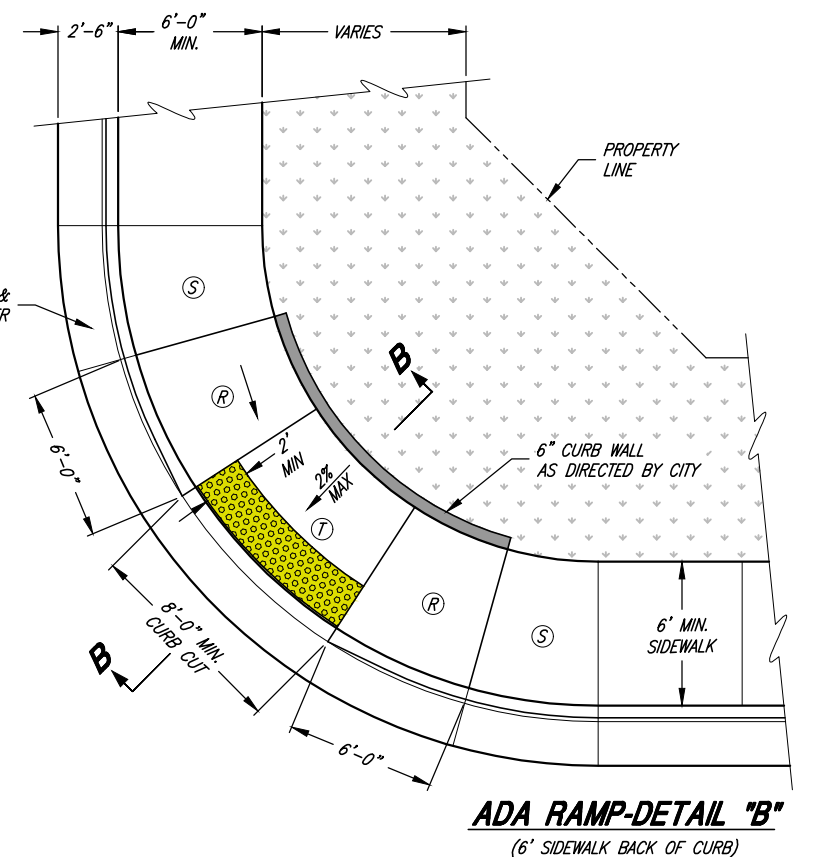 2'-6"
6'-0"
MIN.
VARIES
PROPERTY
LINE
&
S
R
B
6'-0"
2'
MIN
2%
MAX
6" CURB WALL
AS DIRECTED BY CITY
T
R
S
6' MIN.
SIDEWALK
8'-0" MIN.
CURB CUT
B
6'-0"
ADA RAMP-DETAIL "B"
(6' SIDEWALK BACK OF CURB)